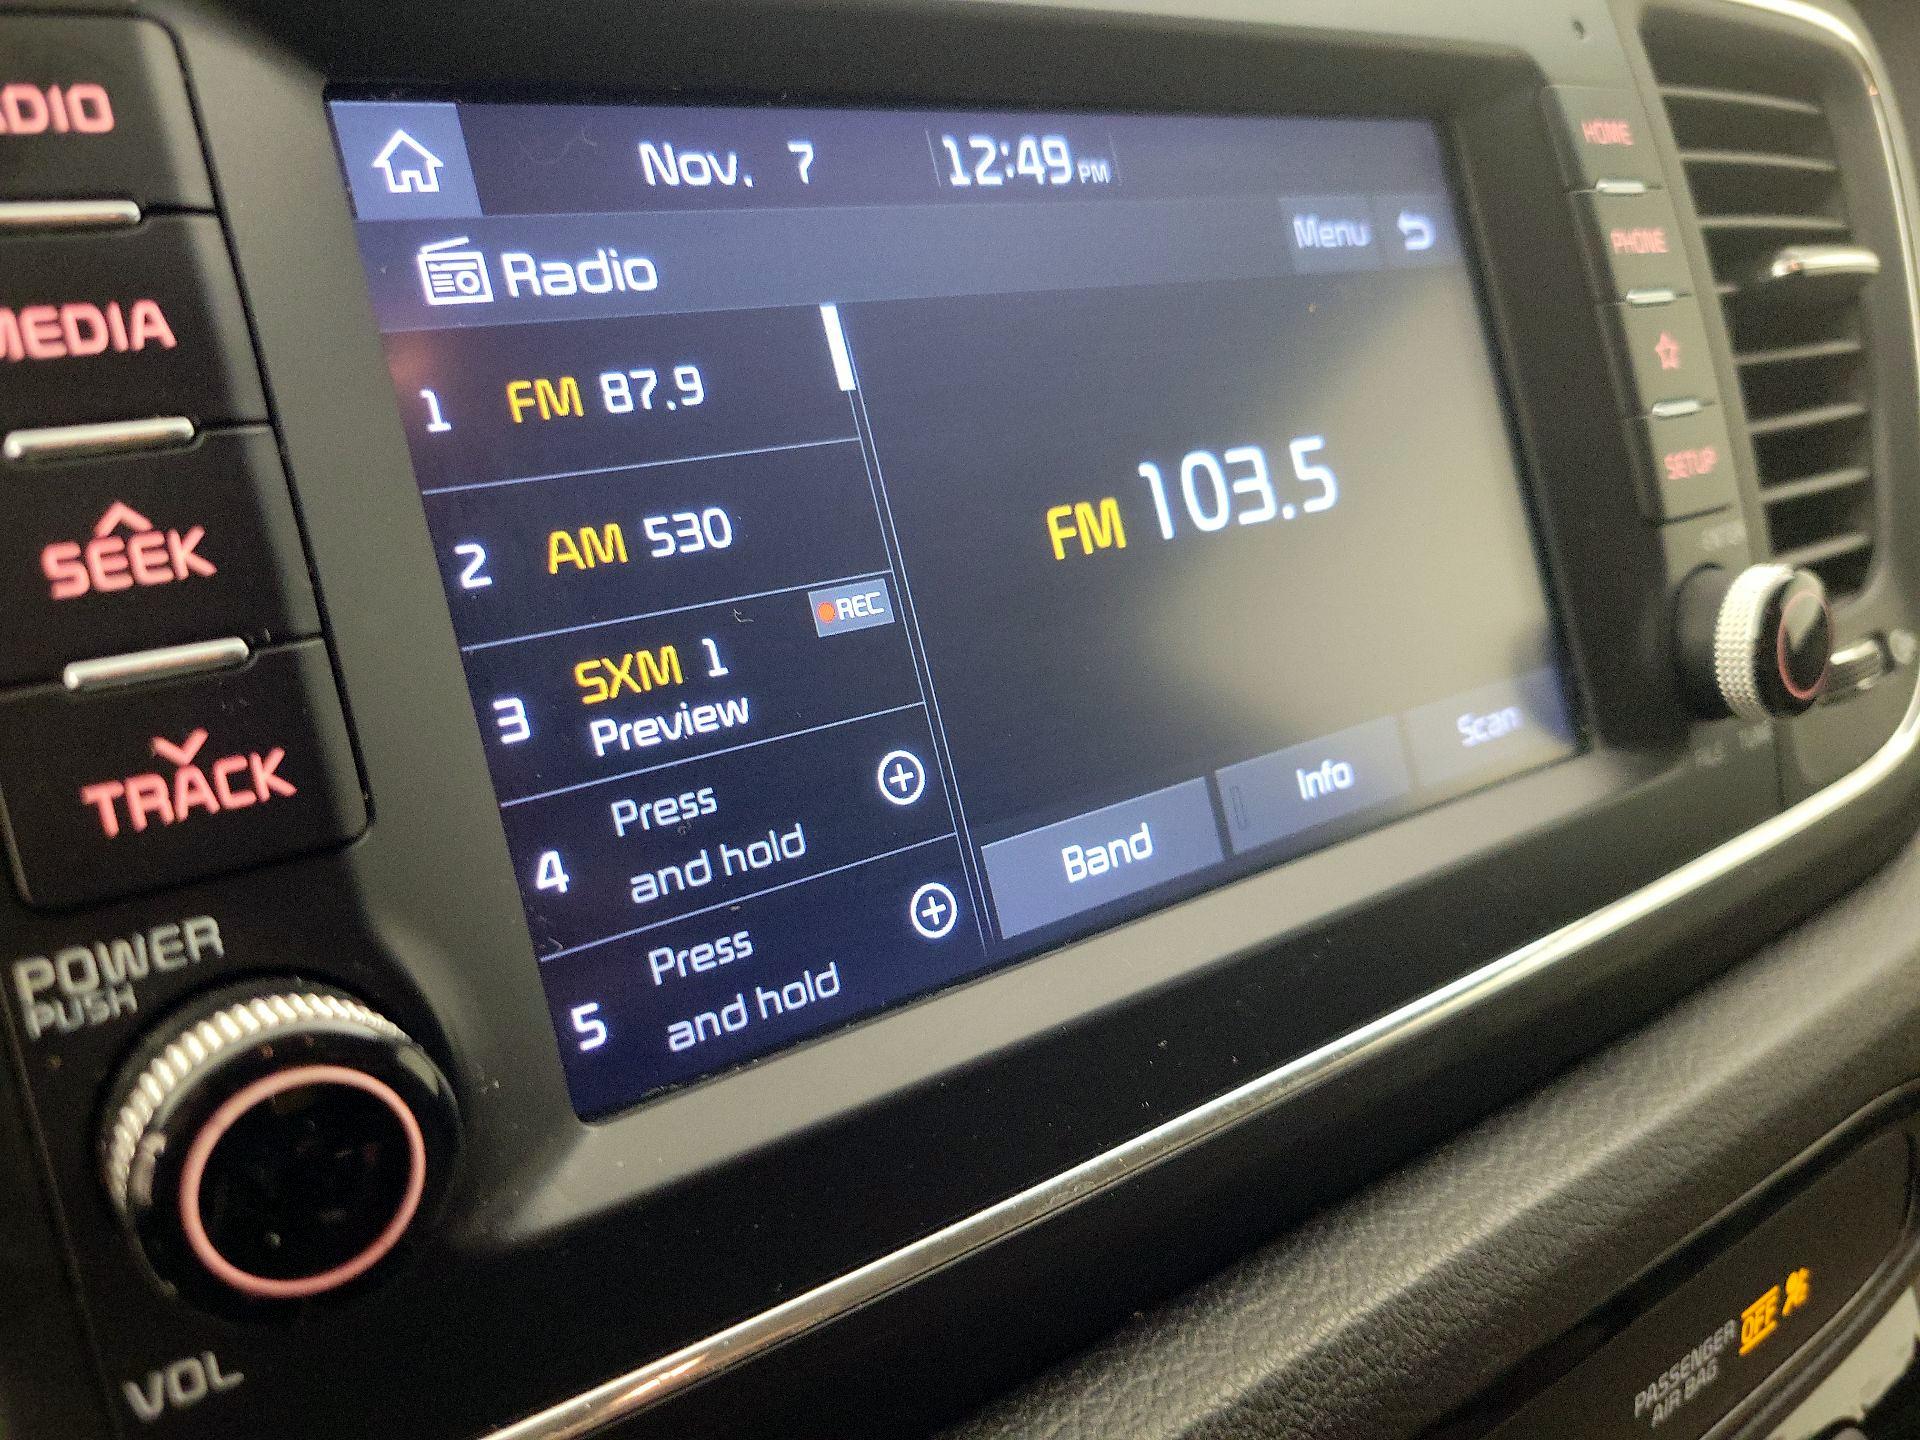 Nov. 7 12:49 PM
Radio
Menu
1 FM 87.9
2 AM 530
REC
3 SXM 1
Preview
4 Press
and hold
5 Press
and hold
FM 103.5
Band Info Scan
MEDIA
SEEK
TRACK
POWER
PUSH
VOL
HOME
PHONE
SETUP
PASSENGER OFF
AIR BAG